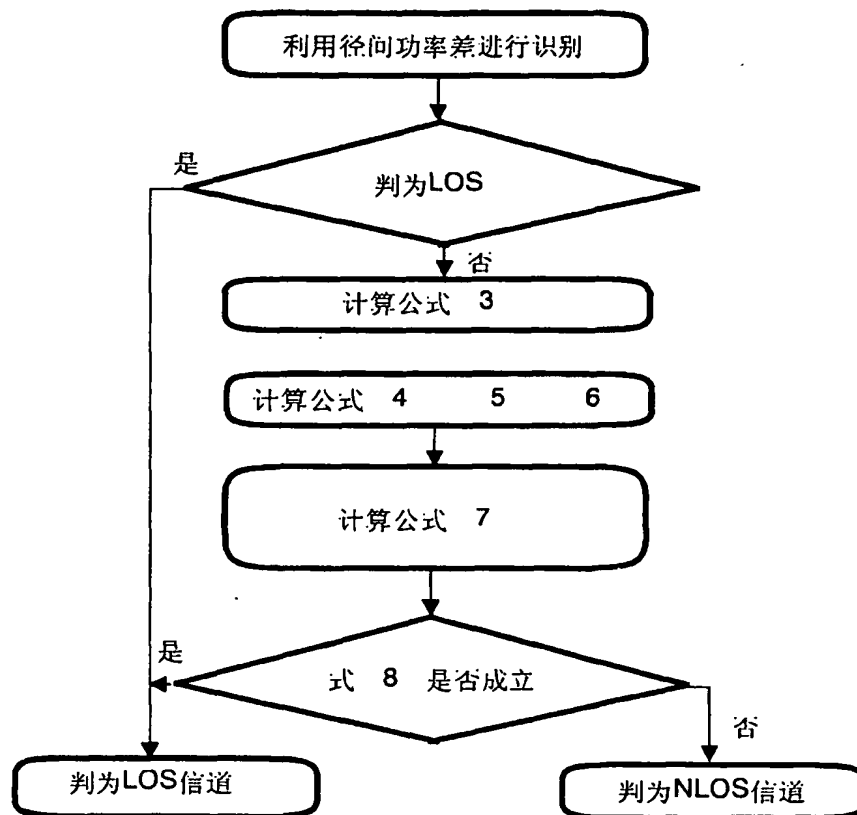 利用径间功率差进行识别
是
判为LOS
否
计算公式 3
计算公式 4 5 6
计算公式 7
是
式 8 是否成立
否
判为LOS信道
判为NLOS信道